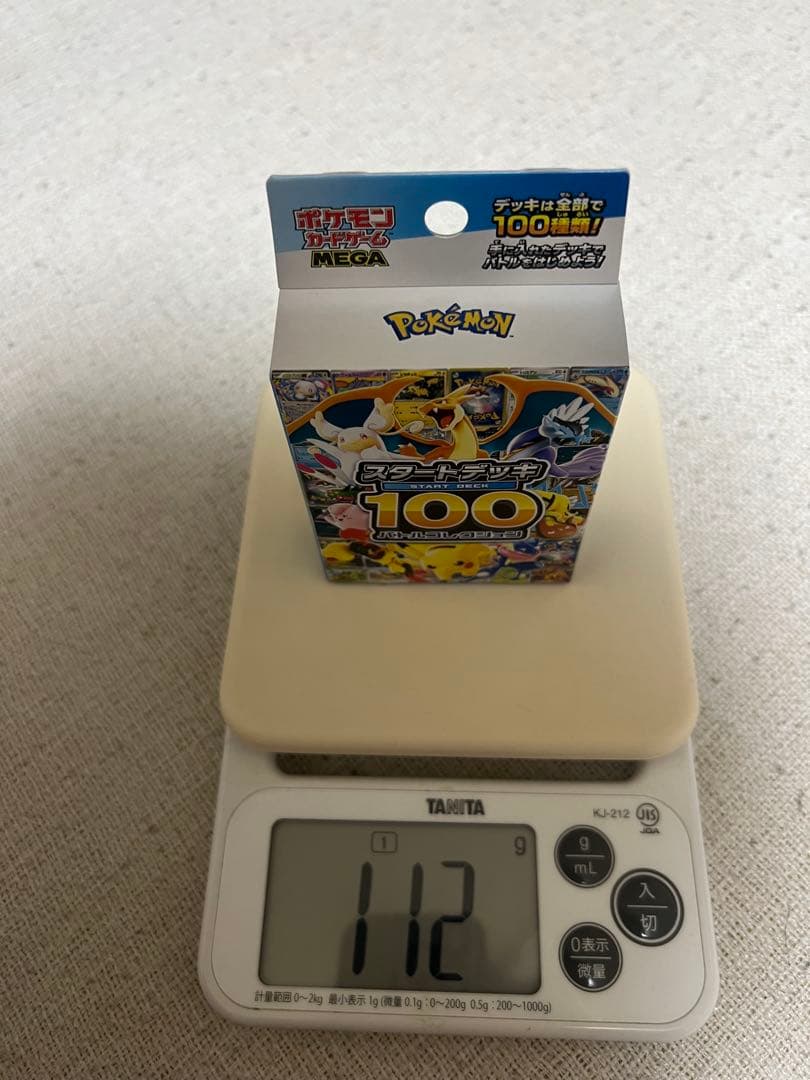 ポケモン
カードゲーム
MEGA
デッキは全部で
100種類!
手に入れたデッキで
バトルをはじめよう!
POKÉMON
スタートデッキ
START DECK
100
バトルコレクション
TANITA
KJ-212
JIS
JDA
1
g
112
g
mL
入
切
0表示
微量
計量範囲 0～2kg 最小表示 1g (微量 0.1g:0～200g 0.5g:200～1000g)